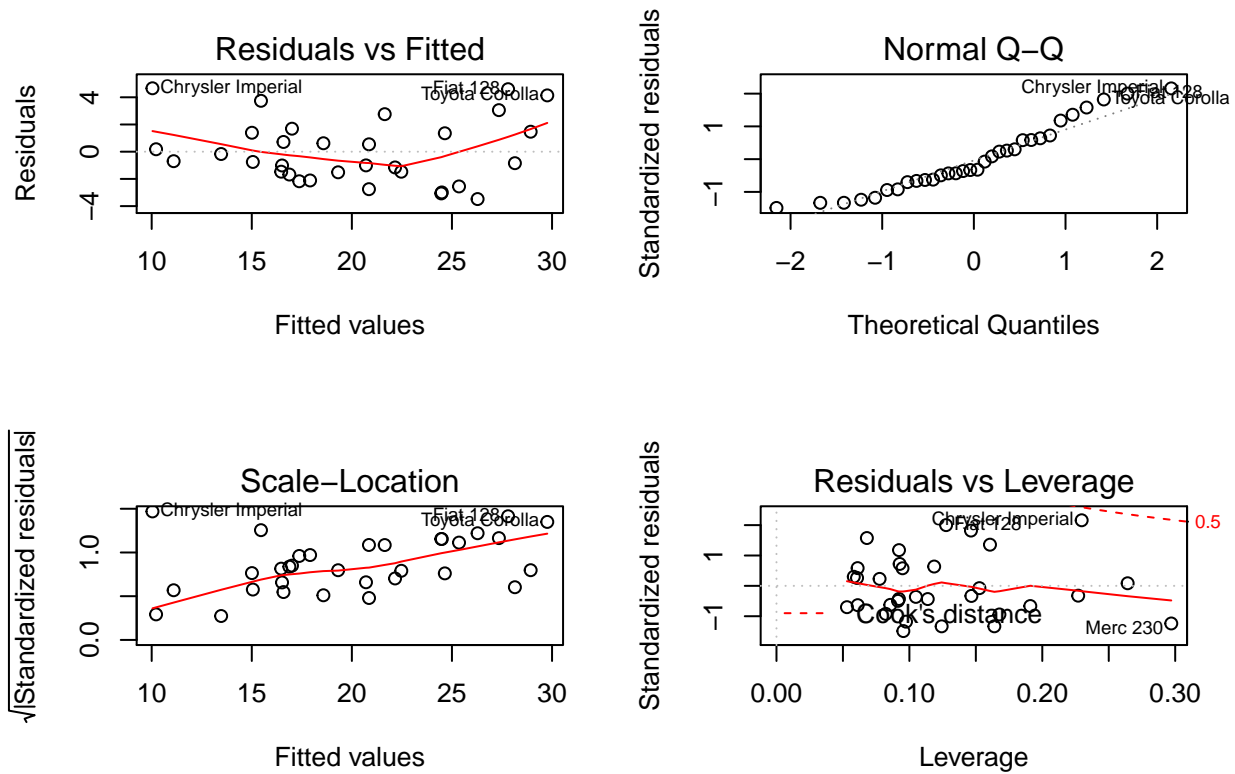 Residuals vs Fitted
Residuals
4
0
−4
Chrysler Imperial
Fiat 128
Toyota Corolla
10 15 20 25 30
Fitted values
Normal Q−Q
Standardized residuals
1
−1
Chrysler Imperial
Fiat 128
Toyota Corolla
−2 −1 0 1 2
Theoretical Quantiles
Scale−Location
√|Standardized residuals|
1.0
0.0
Chrysler Imperial
Fiat 128
Toyota Corolla
10 15 20 25 30
Fitted values
Residuals vs Leverage
Standardized residuals
1
−1
Chrysler Imperial
Fiat 128
0.5
Cook's distance
Merc 230
0.00 0.10 0.20 0.30
Leverage